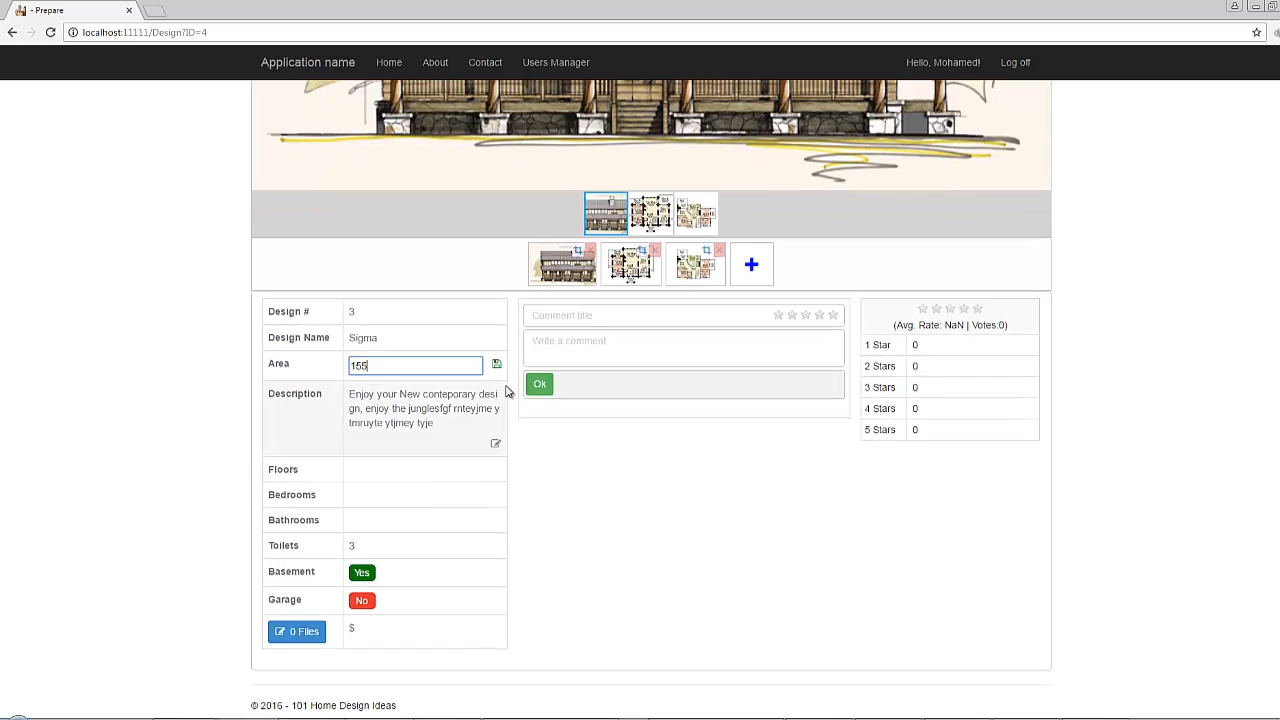 - Prepare
localhost:11111/Design?ID=4
Application name Home About Contact Users Manager Hello, Mohamed! Log off
Design # 3
Design Name Sigma
Area 155
Description Enjoy your New conteporary desi
gn, enjoy the junglesfgf rnteyjme y
tmruyte ytjmey tyje
Floors
Bedrooms
Bathrooms
Toilets 3
Basement Yes
Garage No
0 Files $
Comment title
Write a comment
Ok
(Avg. Rate: NaN | Votes:0)
1 Star 0
2 Stars 0
3 Stars 0
4 Stars 0
5 Stars 0
© 2016 - 101 Home Design Ideas